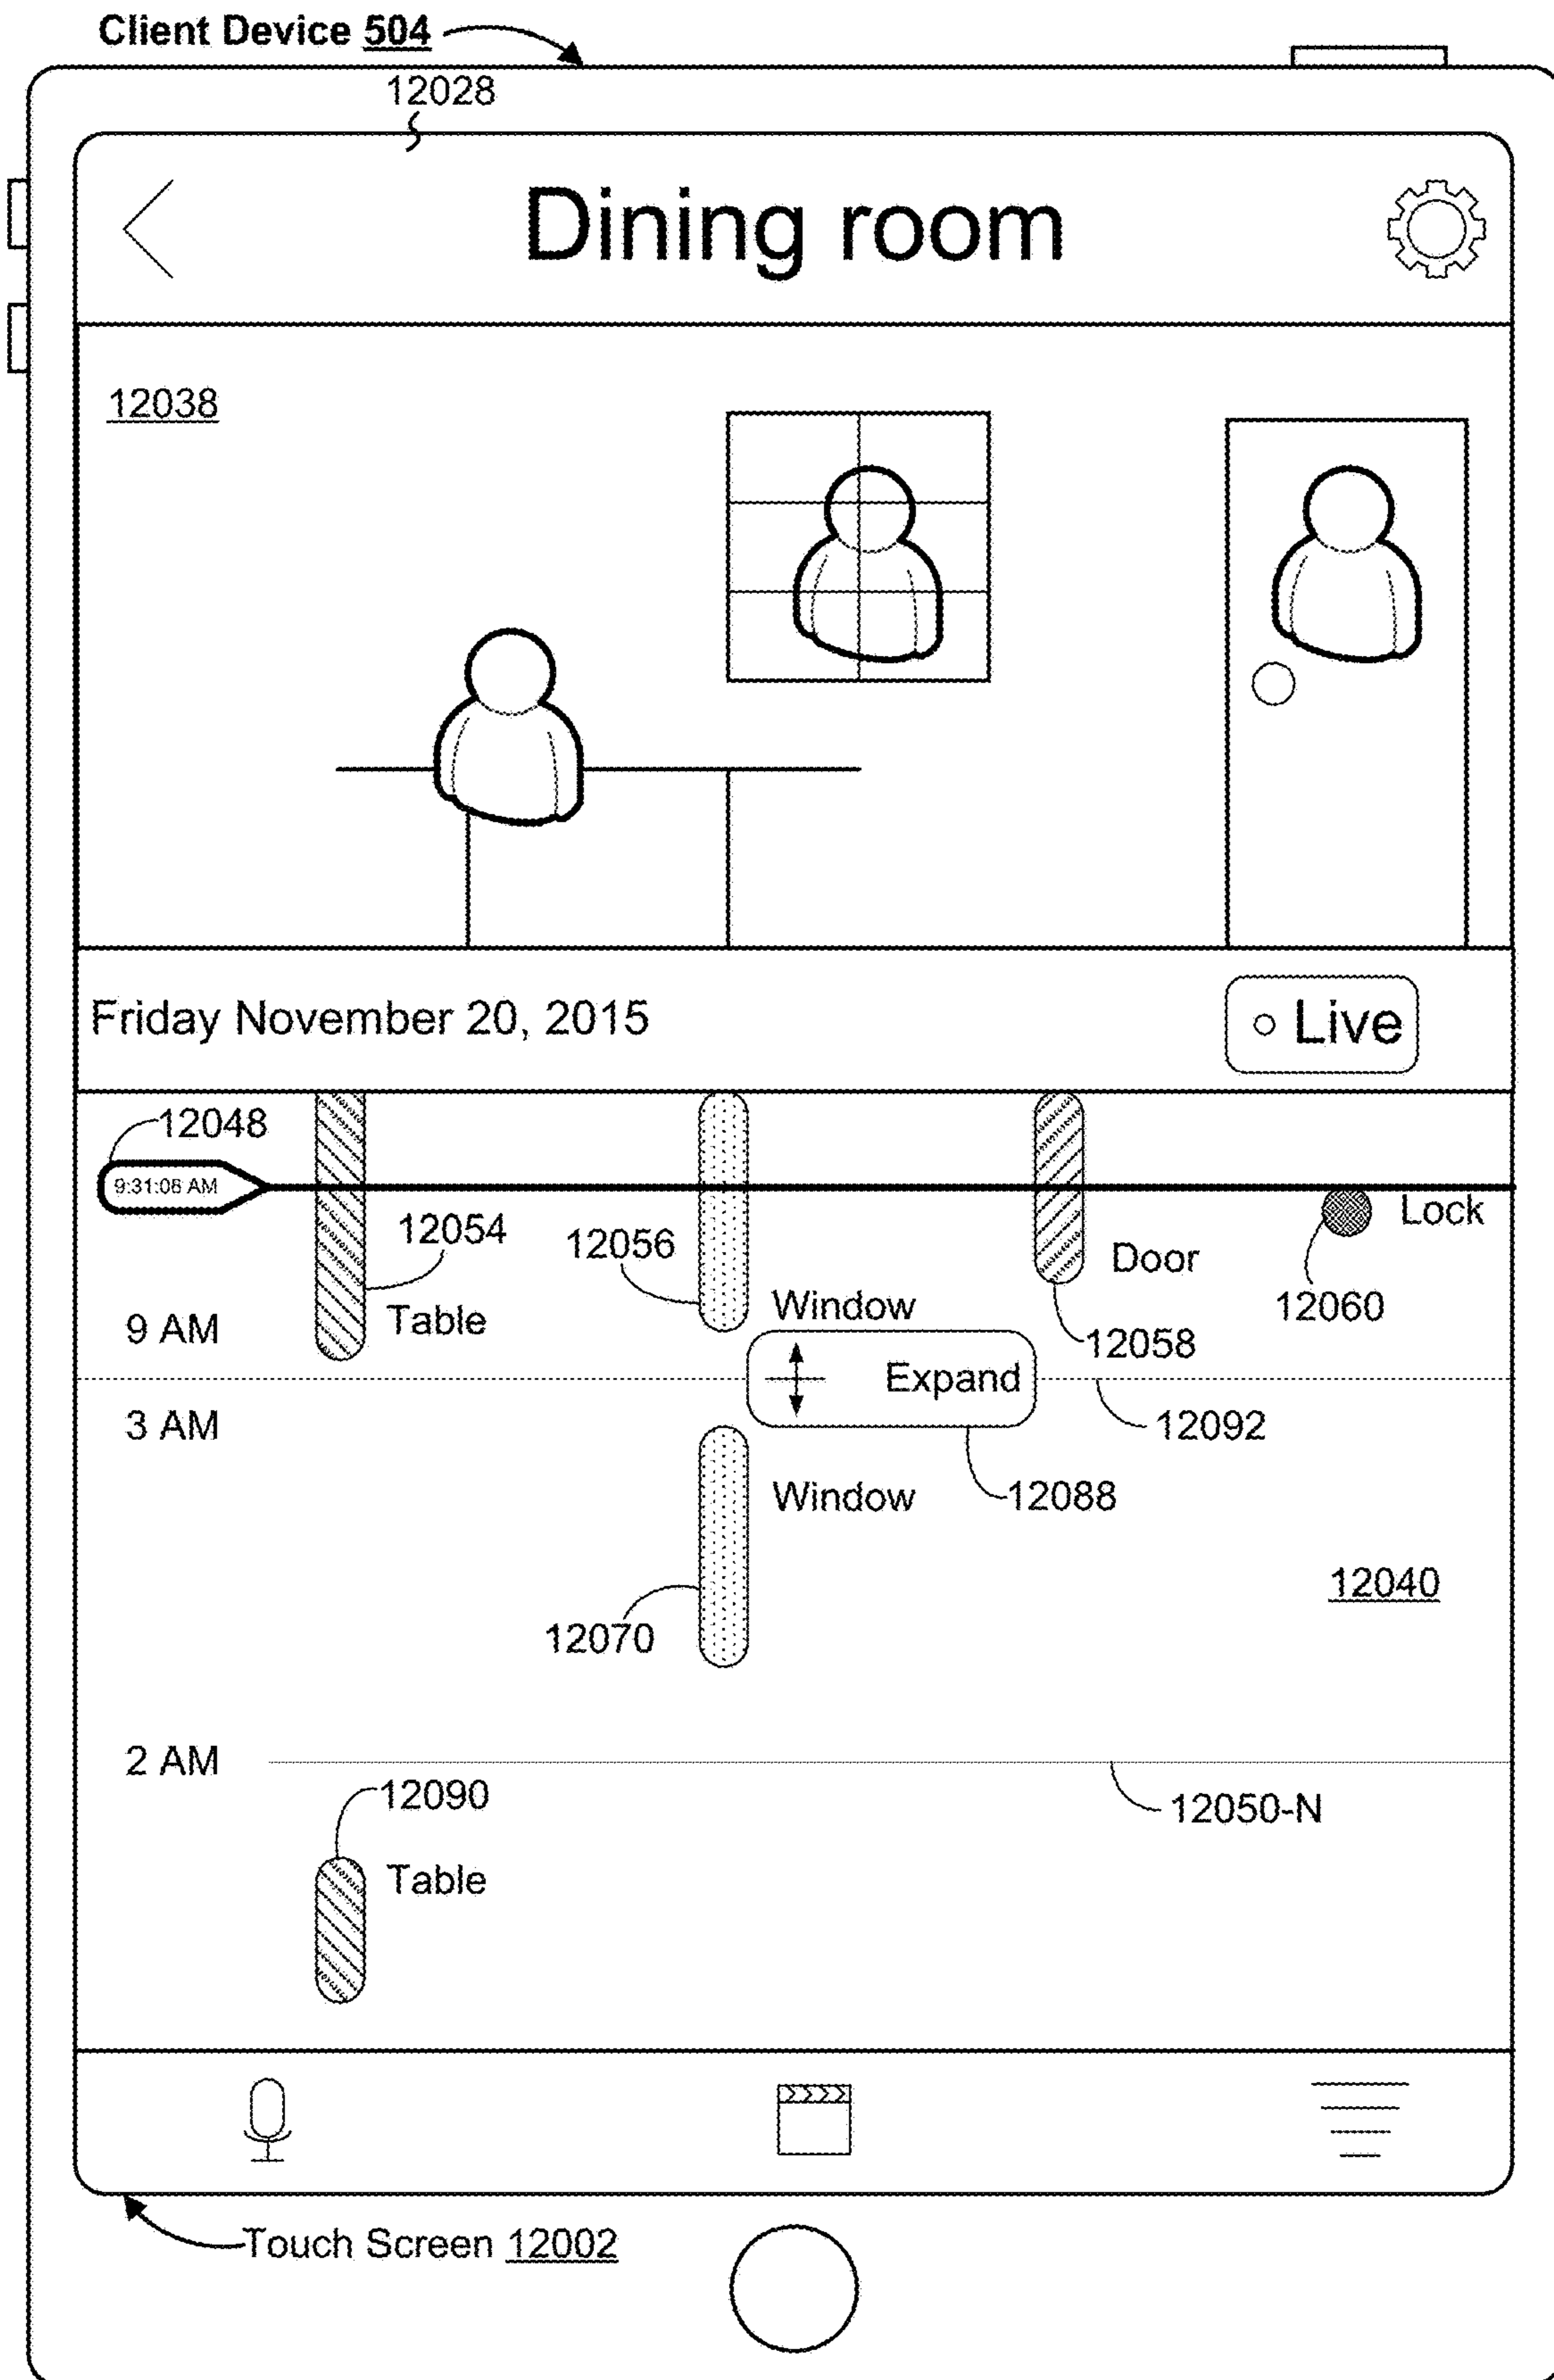 Client Device 504
12028
Dining room
12038
Friday November 20, 2015
Live
12048
9:31:08 AM
Lock
12054
12056
Door
12060
Window
9 AM
Table
12058
Expand
3 AM
12092
Window
12088
12040
12070
2 AM
12090
12050-N
Table
Touch Screen 12002